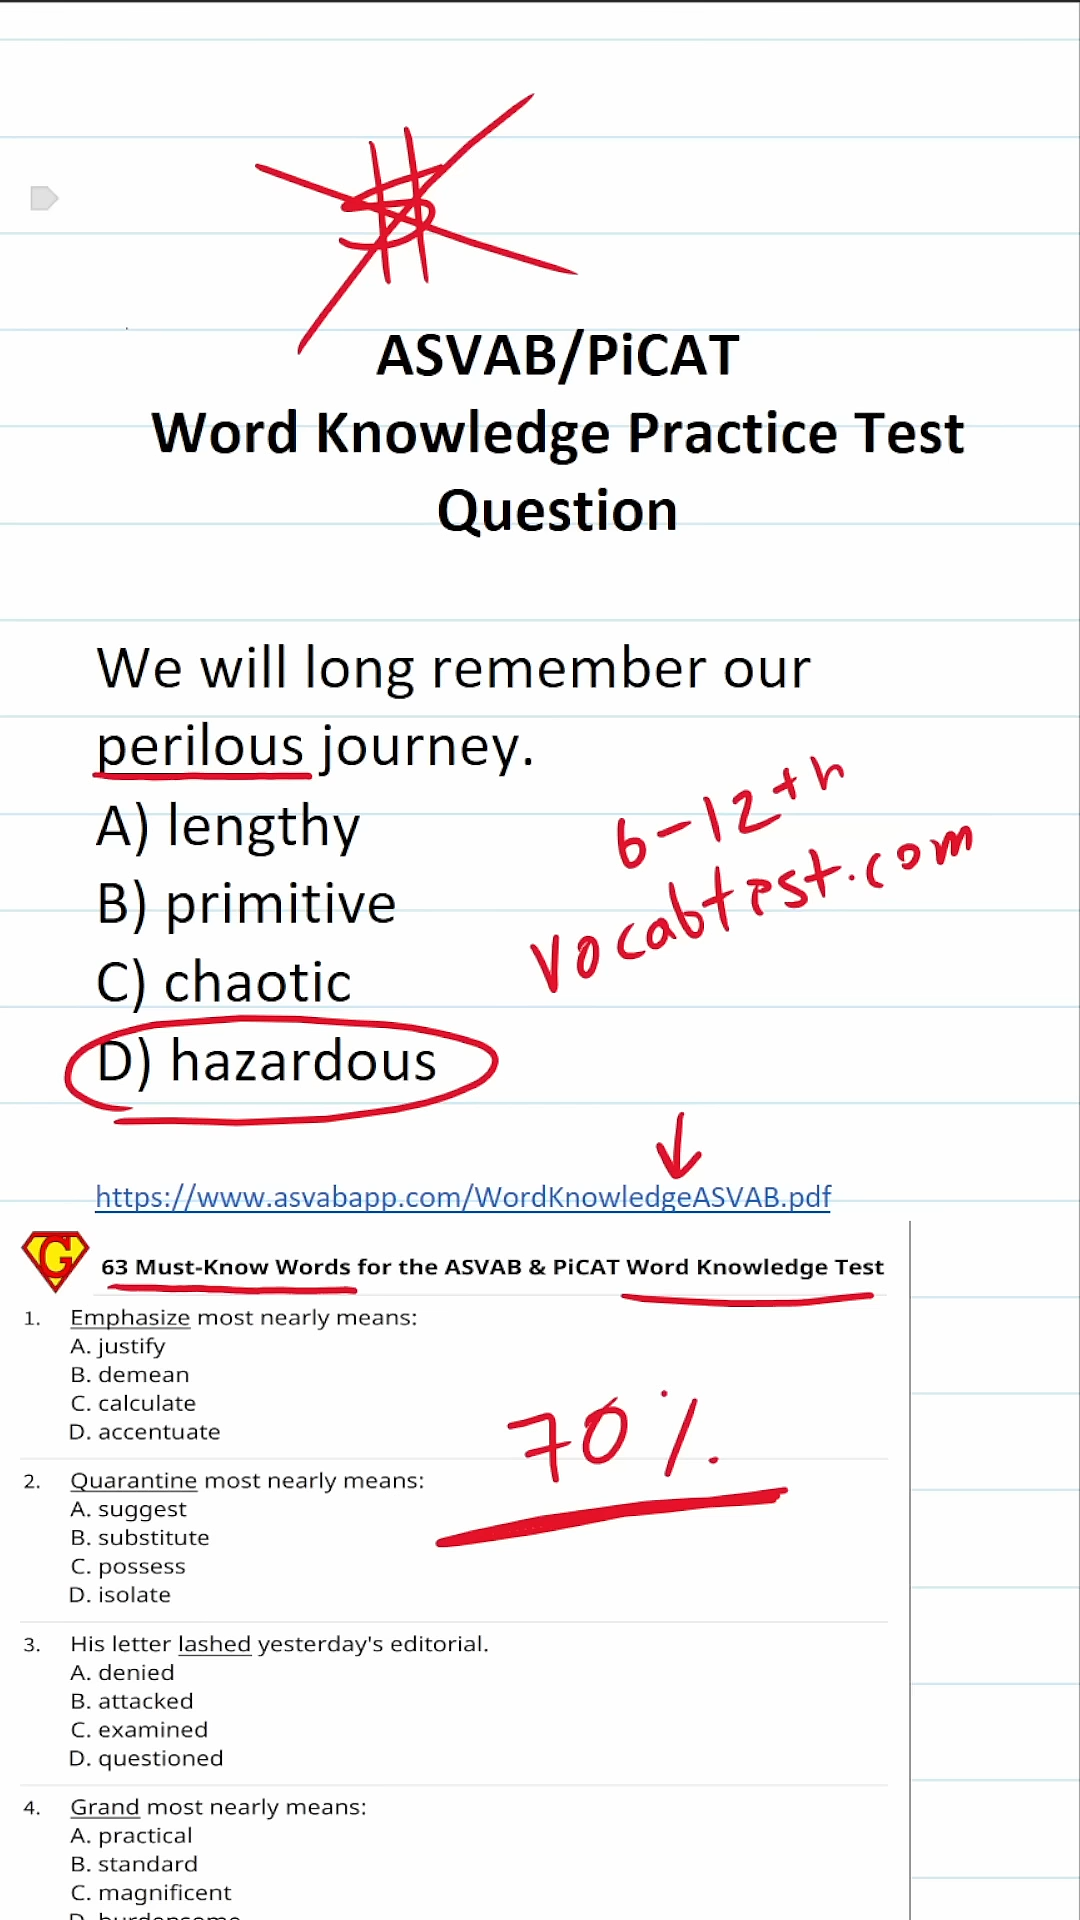 $
ASVAB/PiCAT
Word Knowledge Practice Test
Question
We will long remember our
perilous journey.
A) lengthy
B) primitive
C) chaotic
D) hazardous
6-12th
vocabtest.com
https://www.asvabapp.com/WordKnowledgeASVAB.pdf
G
63 Must-Know Words for the ASVAB & PiCAT Word Knowledge Test
1. Emphasize most nearly means:
A. justify
B. demean
C. calculate
D. accentuate
70%
2. Quarantine most nearly means:
A. suggest
B. substitute
C. possess
D. isolate
3. His letter lashed yesterday's editorial.
A. denied
B. attacked
C. examined
D. questioned
4. Grand most nearly means:
A. practical
B. standard
C. magnificent
D. burdensome